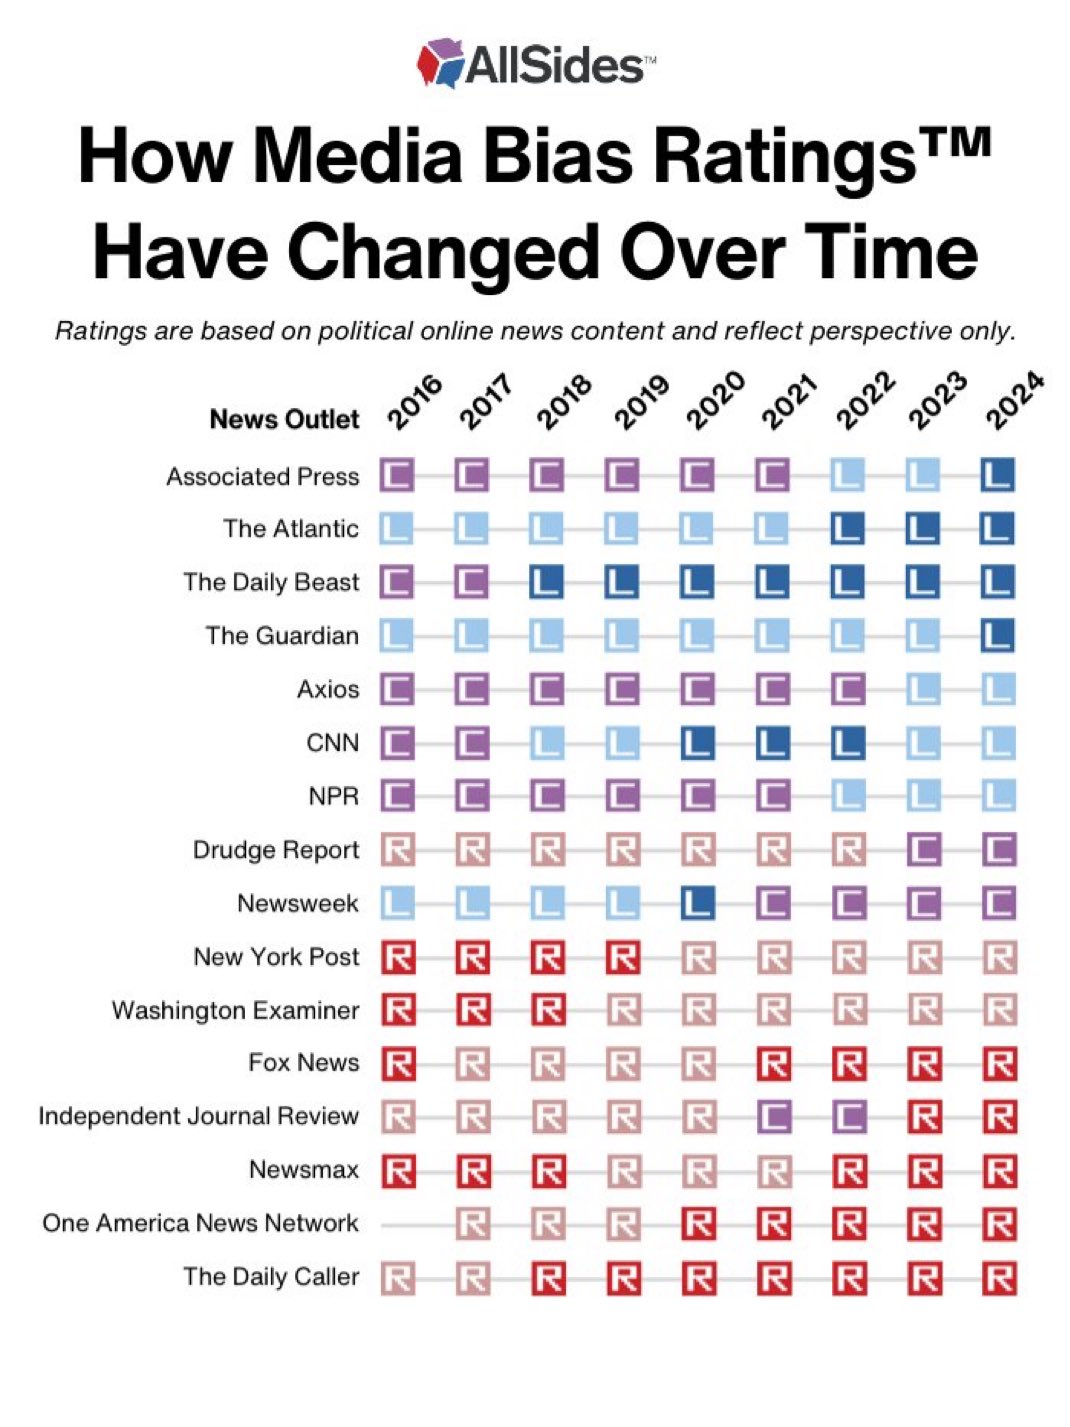 AllSides™
How Media Bias Ratings™
Have Changed Over Time
Ratings are based on political online news content and reflect perspective only.
News Outlet 2016 2017 2018 2019 2020 2021 2022 2023 2024
Associated Press C C C C C C L L L
The Atlantic L L L L L L L L L
The Daily Beast C C L L L L L L L
The Guardian L L L L L L L L L
Axios C C C C C C C L L
CNN C C L L L L L L L
NPR C C C C C C L L L
Drudge Report R R R R R R R C C
Newsweek L L L L L C C C C
New York Post R R R R R R R R R
Washington Examiner R R R R R R R R R
Fox News R R R R R R R R R
Independent Journal Review R R R R R C C R R
Newsmax R R R R R R R R R
One America News Network R R R R R R R R
The Daily Caller R R R R R R R R R